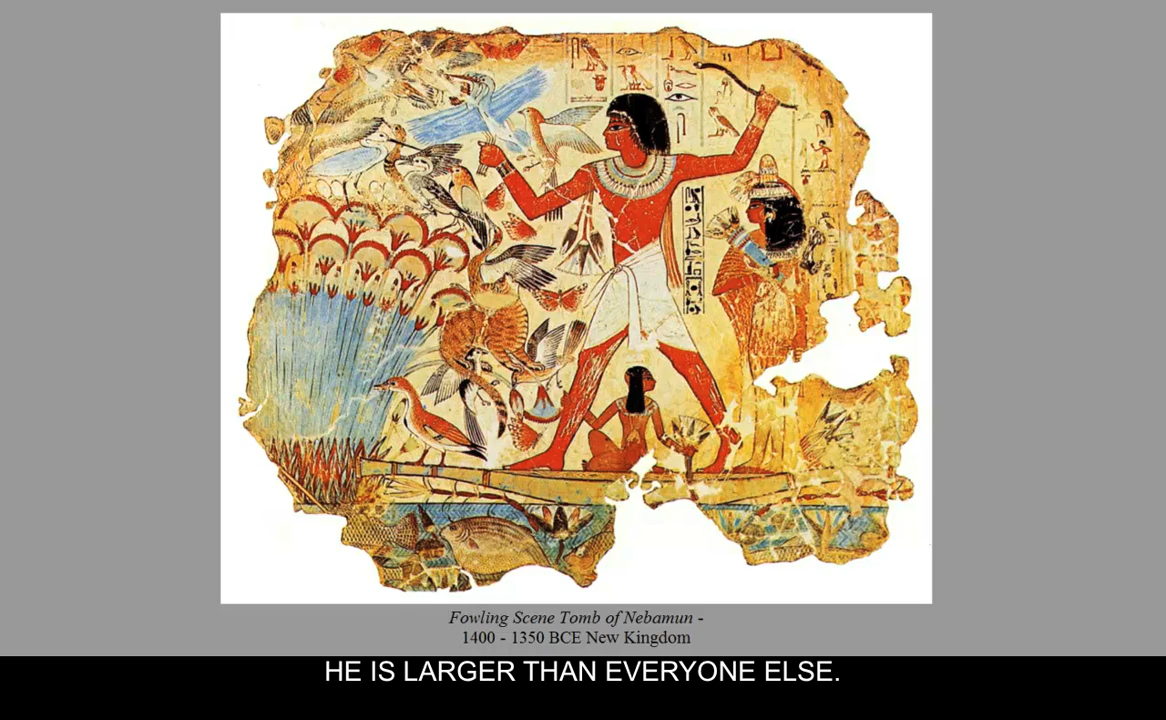 Fowling Scene Tomb of Nebamun -
1400 - 1350 BCE New Kingdom
HE IS LARGER THAN EVERYONE ELSE.